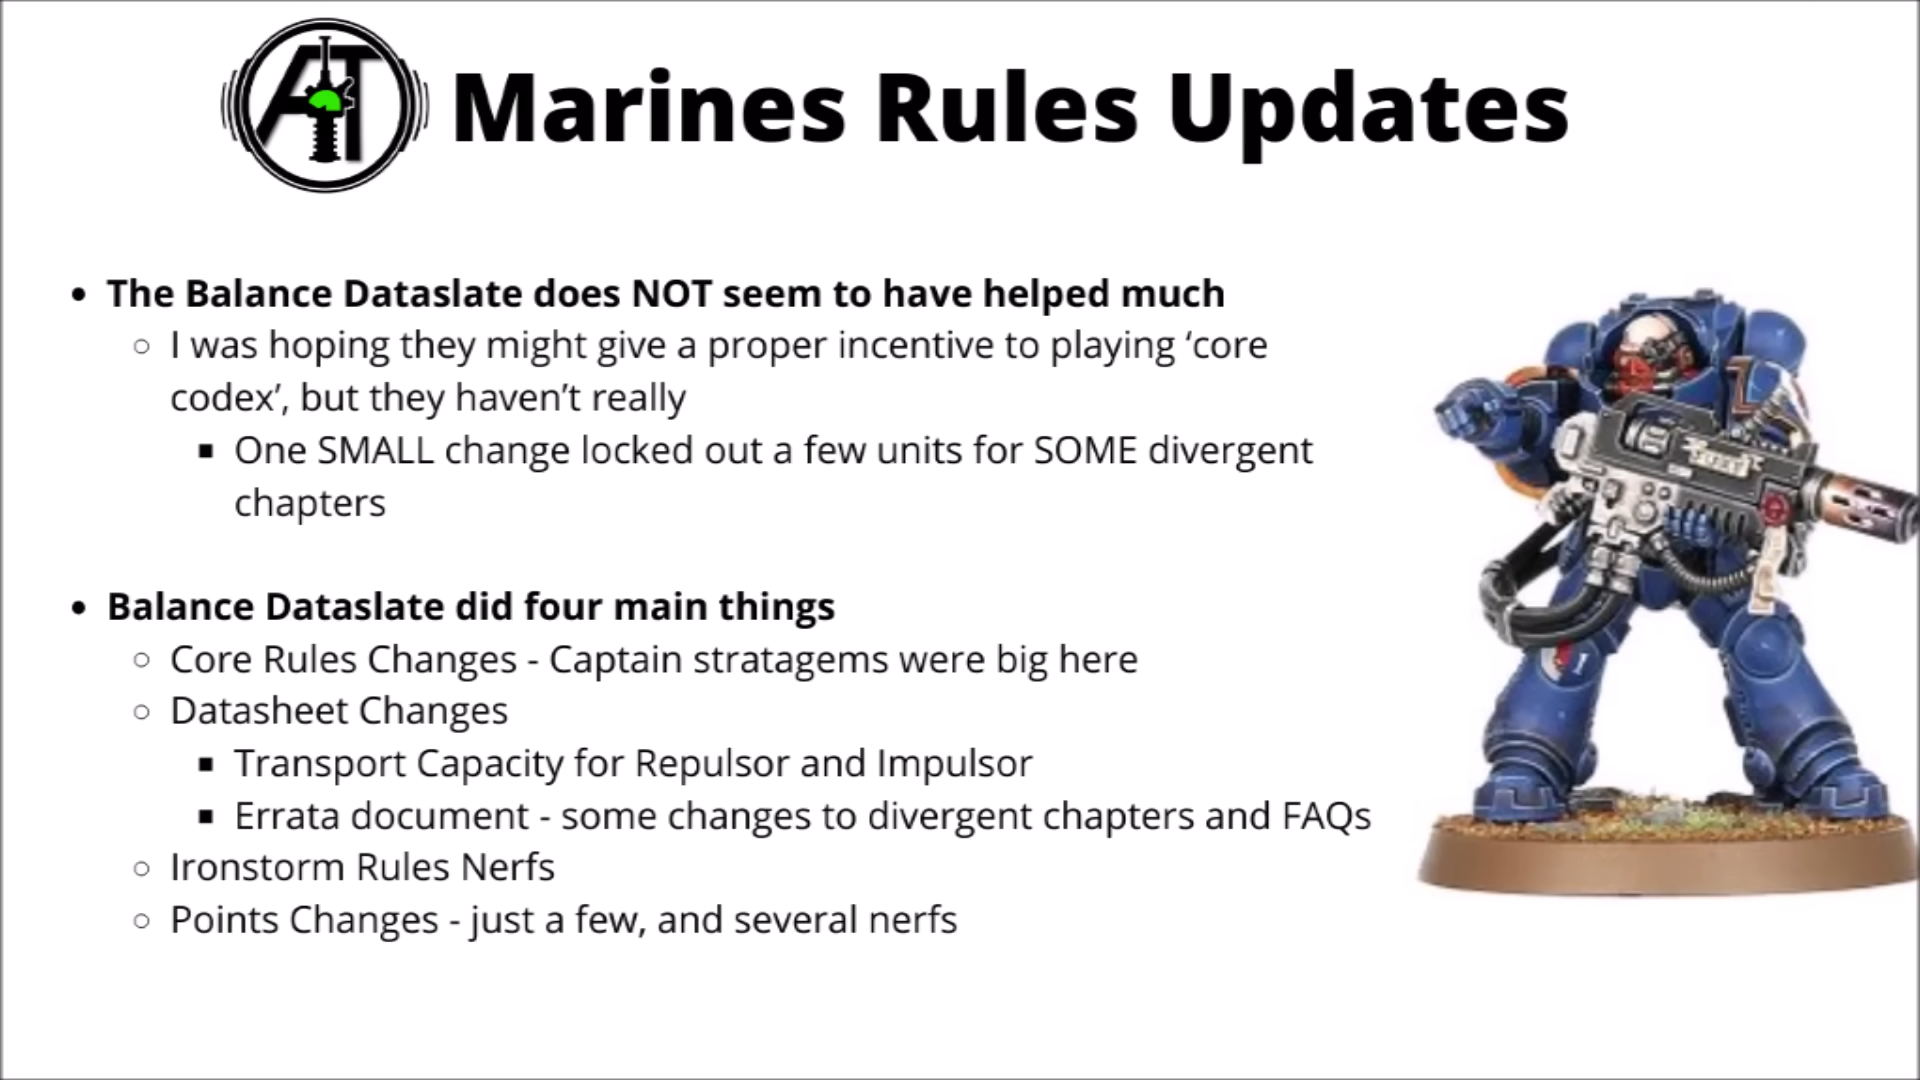 AT
Marines Rules Updates
• The Balance Dataslate does NOT seem to have helped much
○ I was hoping they might give a proper incentive to playing ‘core
codex’, but they haven’t really
▪ One SMALL change locked out a few units for SOME divergent
chapters
• Balance Dataslate did four main things
○ Core Rules Changes - Captain stratagems were big here
○ Datasheet Changes
▪ Transport Capacity for Repulsor and Impulsor
▪ Errata document - some changes to divergent chapters and FAQs
○ Ironstorm Rules Nerfs
○ Points Changes - just a few, and several nerfs